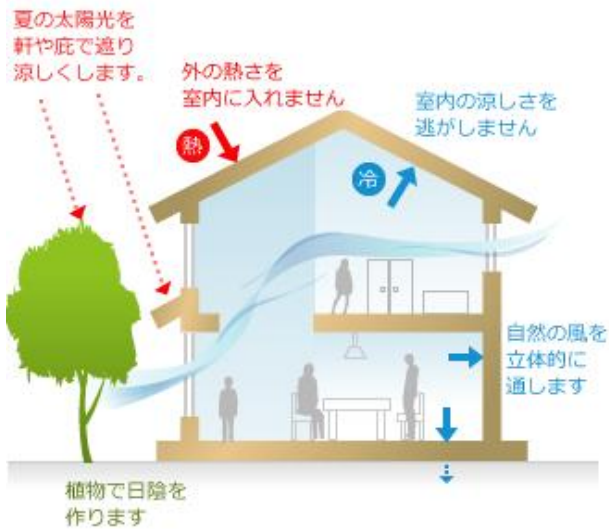 夏の太陽光を
軒や庇で遮り
涼しくします。
外の熱さを
室内に入れません
熱
室内の涼しさを
逃がしません
冷
自然の風を
立体的に
通します
植物で日陰を
作ります